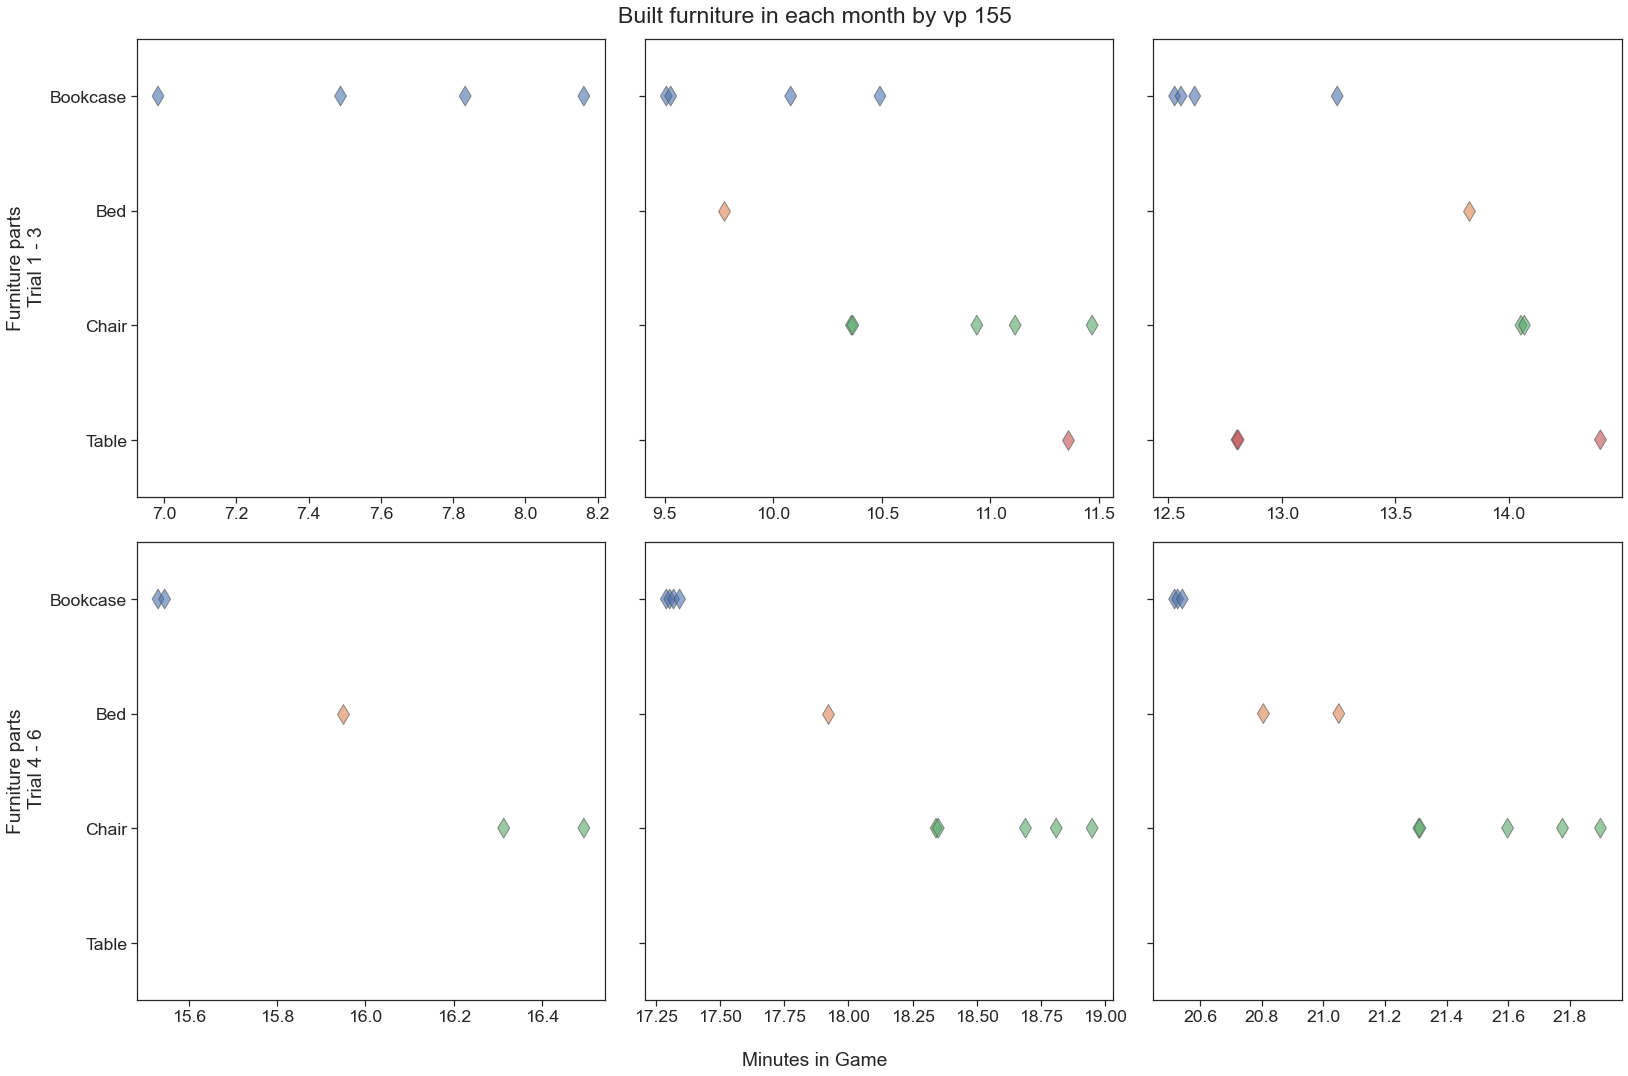 Built furniture in each month by vp 155
Furniture parts
Trial 1 - 3
Bookcase
Bed
Chair
Table
7.0 7.2 7.4 7.6 7.8 8.0 8.2
9.5 10.0 10.5 11.0 11.5
12.5 13.0 13.5 14.0
Furniture parts
Trial 4 - 6
Bookcase
Bed
Chair
Table
15.6 15.8 16.0 16.2 16.4
17.25 17.50 17.75 18.00 18.25 18.50 18.75 19.00
20.6 20.8 21.0 21.2 21.4 21.6 21.8
Minutes in Game